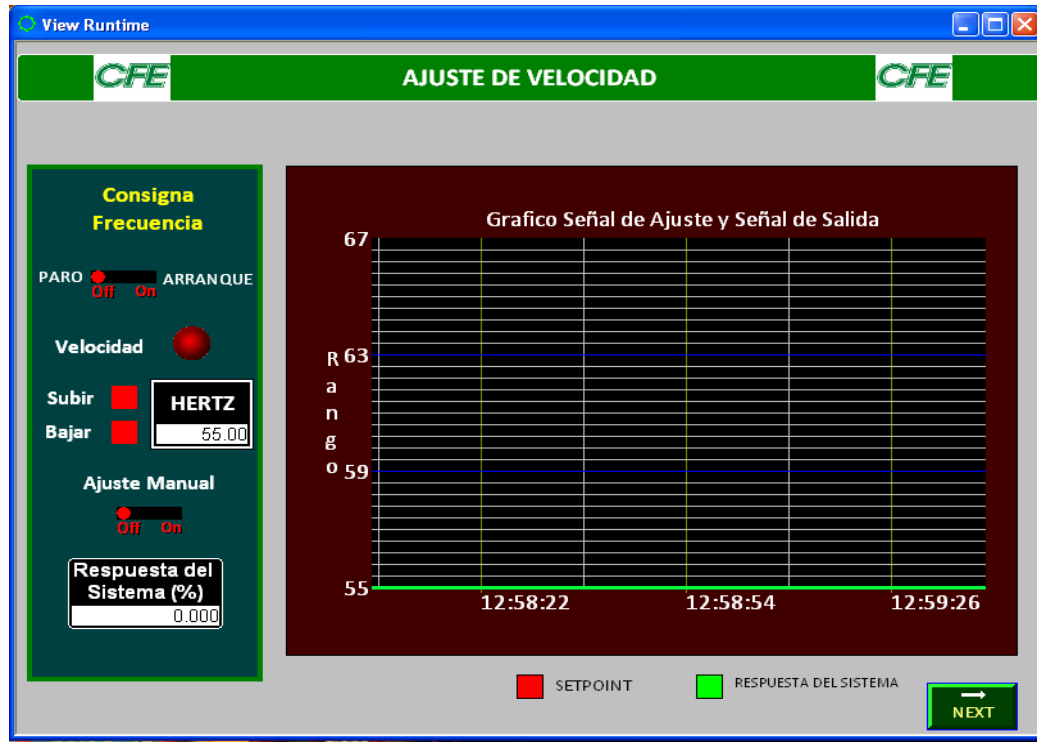 View Runtime
CFE
AJUSTE DE VELOCIDAD
CFE
Consigna
Frecuencia
PARO
ARRANQUE
Off On
Velocidad
Subir
Bajar
HERTZ
55.00
Ajuste Manual
Off On
Respuesta del
Sistema (%)
0.000
Grafico Señal de Ajuste y Señal de Salida
Rango
67
63
59
55
12:58:22 12:58:54 12:59:26
SETPOINT
RESPUESTA DEL SISTEMA
NEXT